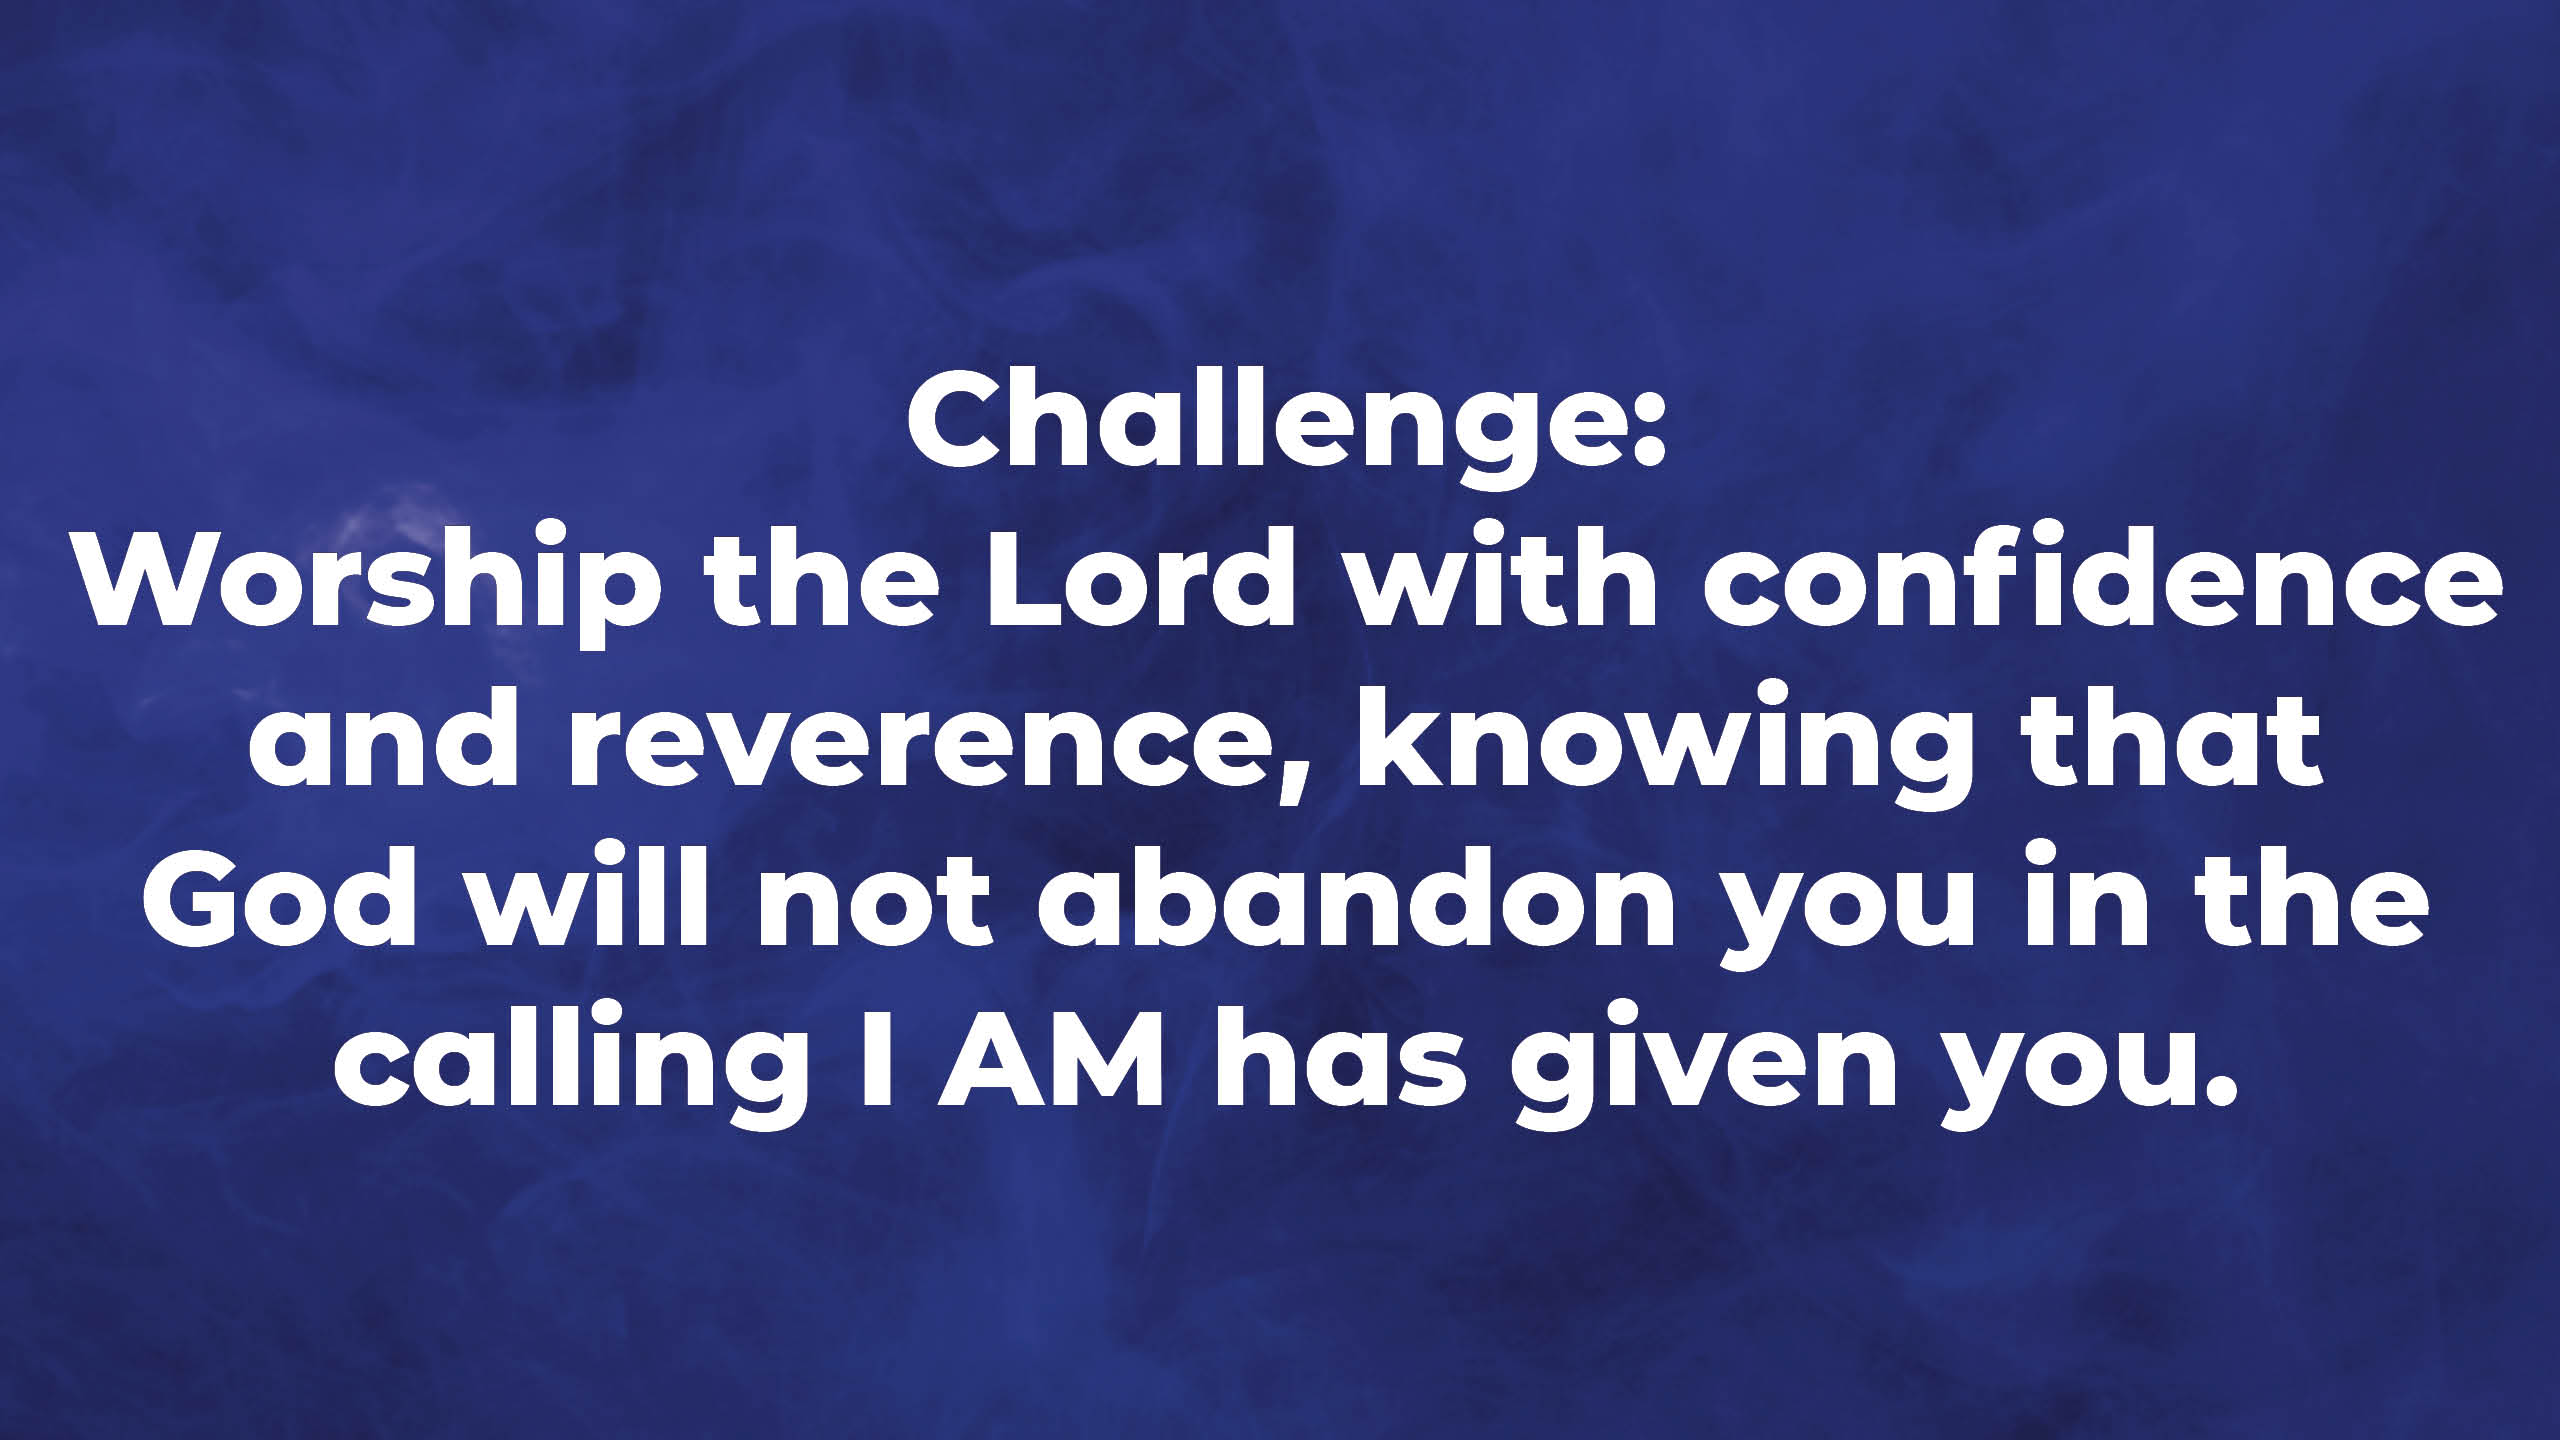 Challenge:
Worship the Lord with confidence
and reverence, knowing that
God will not abandon you in the
calling I AM has given you.